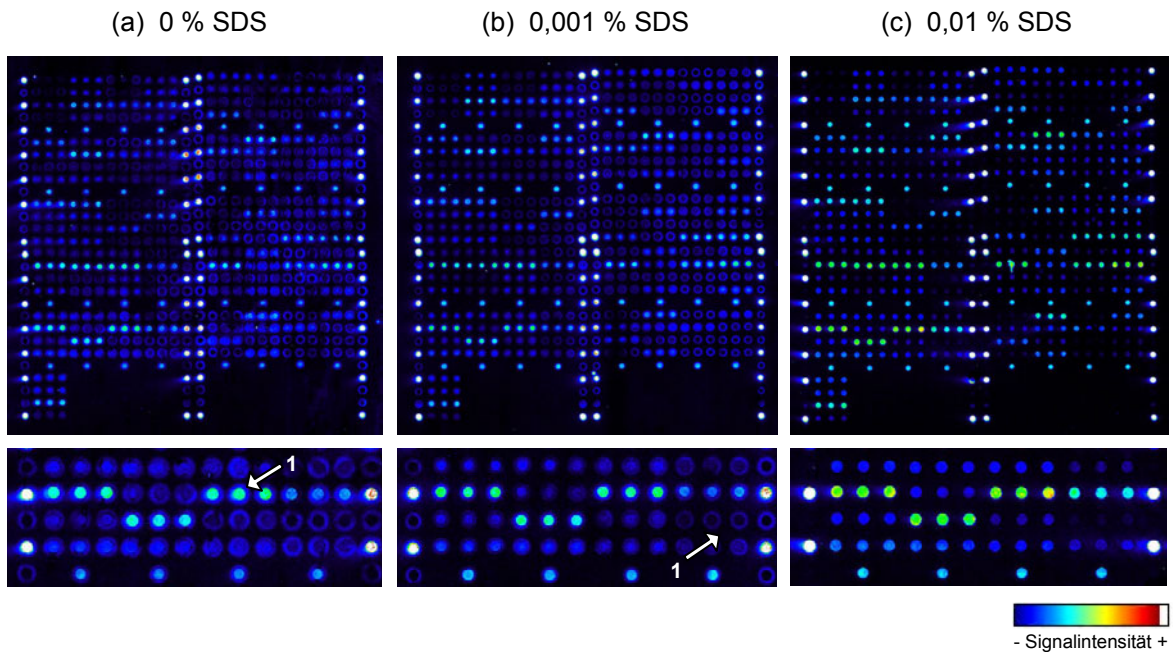 (a) 0 % SDS (b) 0,001 % SDS (c) 0,01 % SDS
1
1
- Signalintensität +